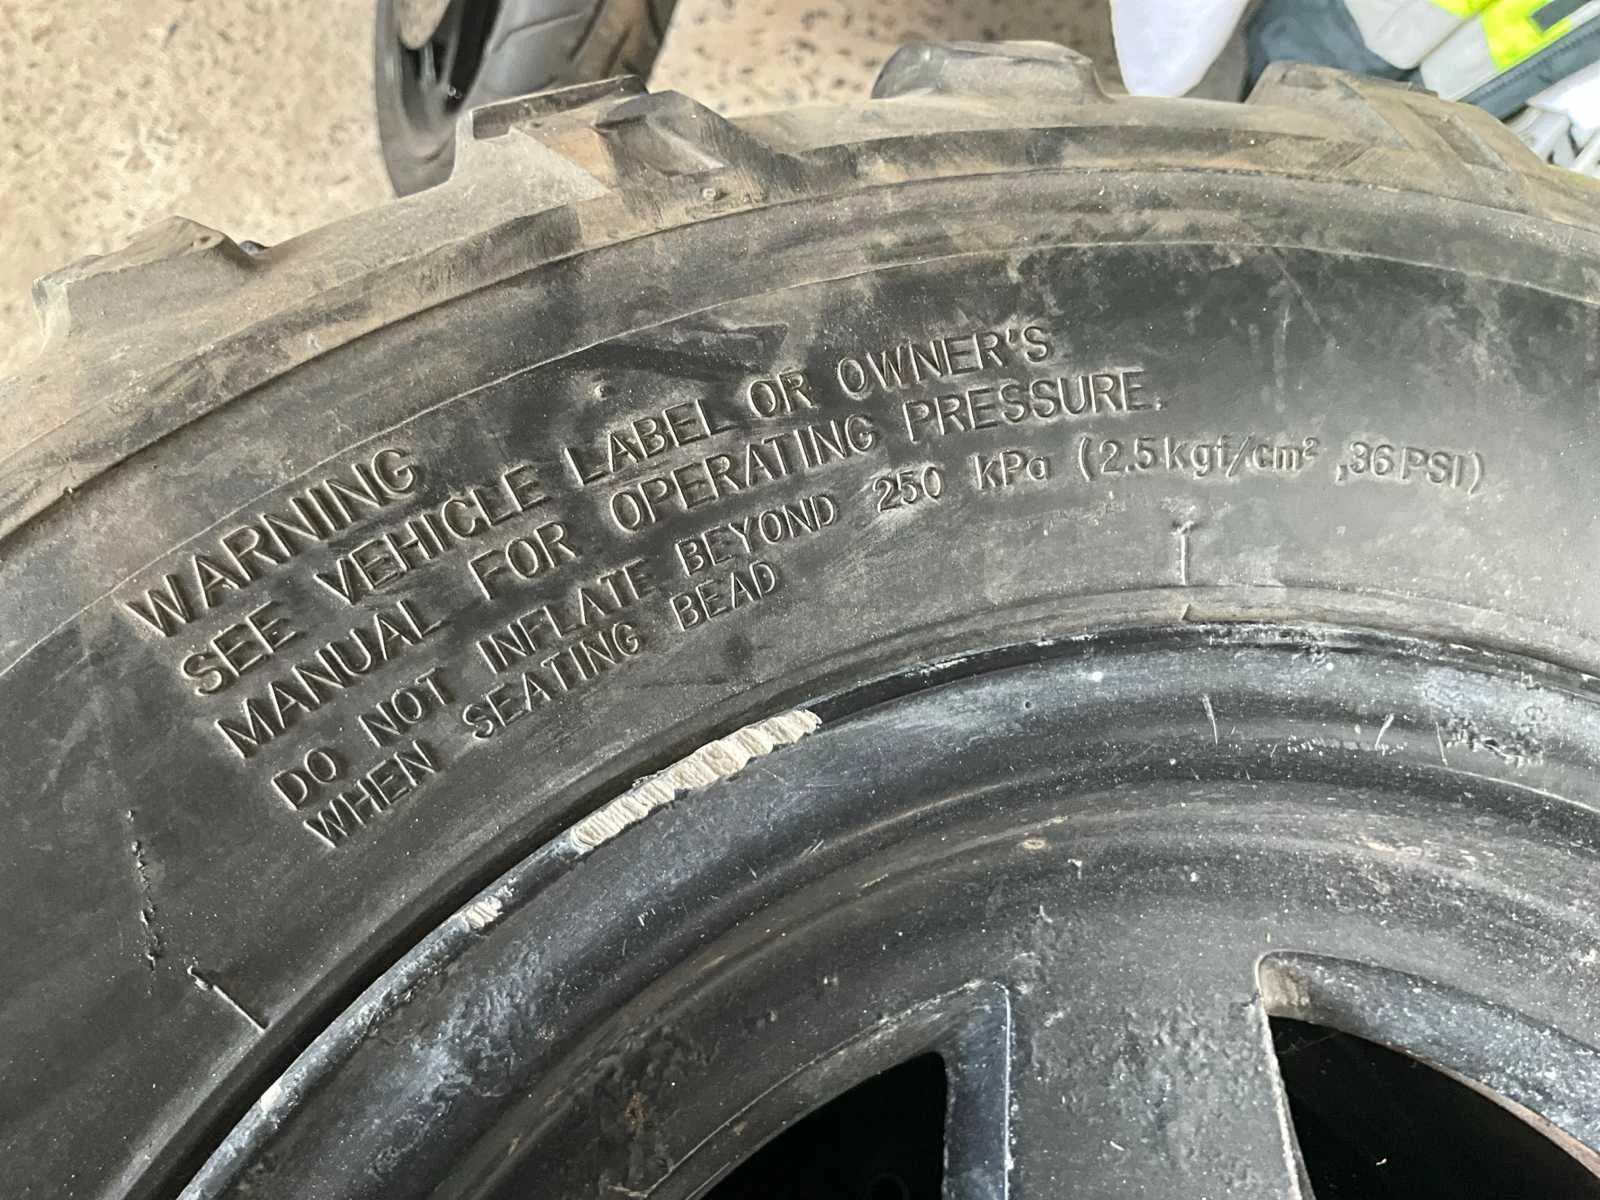 WARNING
SEE VEHICLE LABEL OR OWNER'S
MANUAL FOR OPERATING PRESSURE.
DO NOT INFLATE BEYOND 250 kPa (2.5kgf/cm² ,36PSI)
WHEN SEATING BEAD